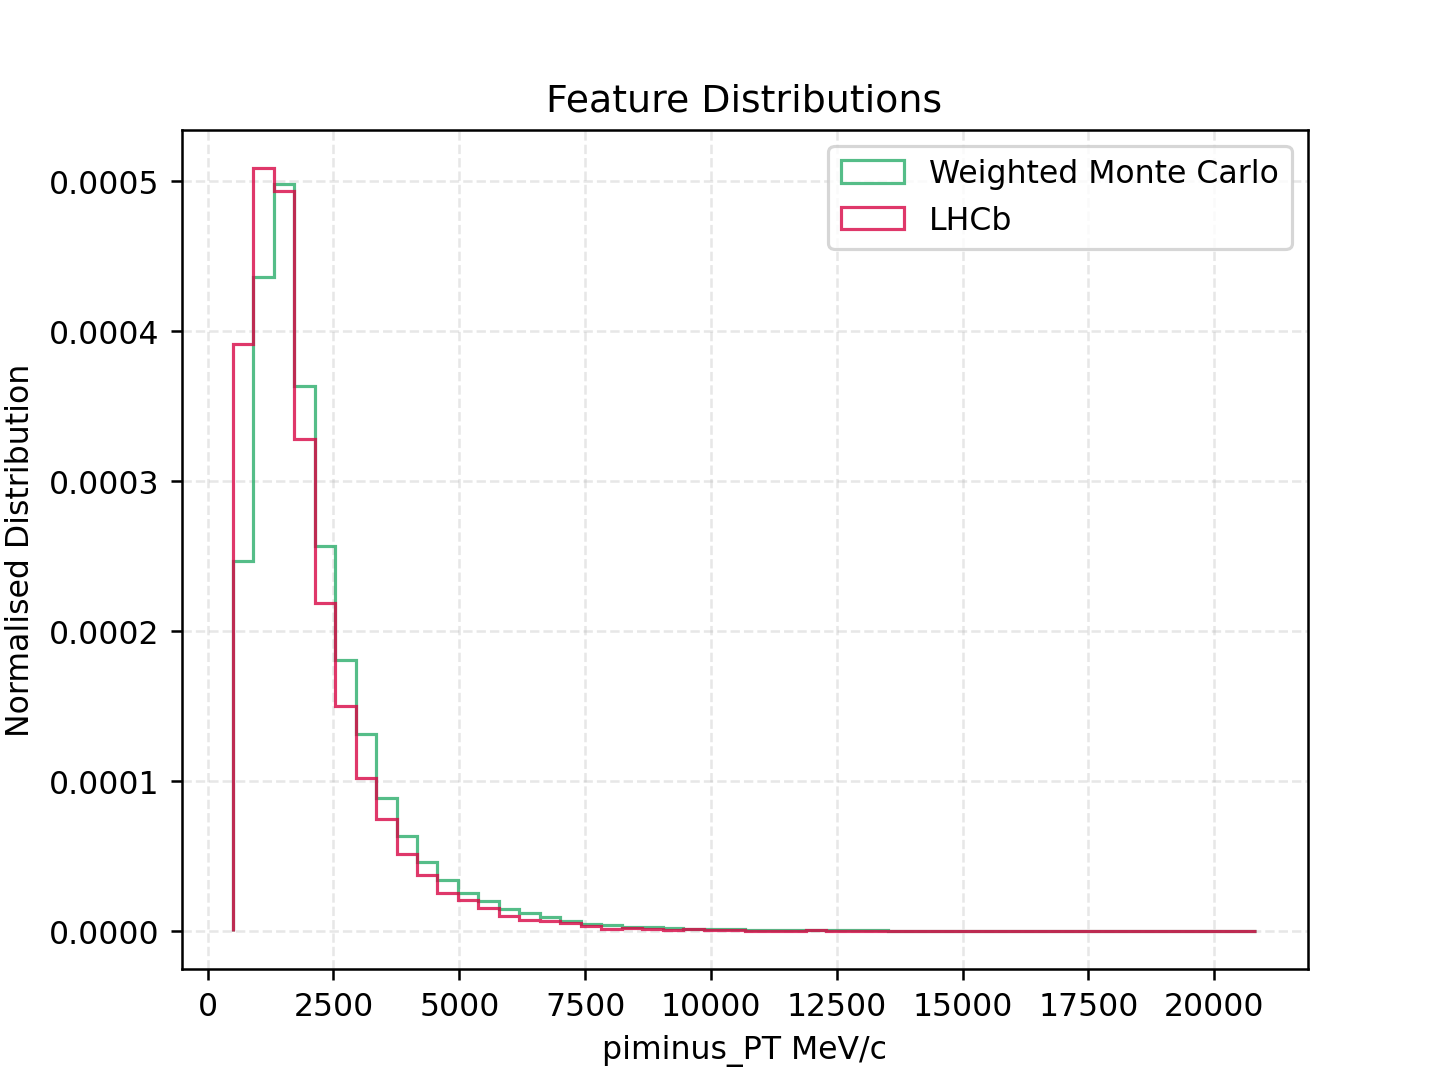 Feature Distributions
Weighted Monte Carlo
LHCb
Normalised Distribution
0.0005
0.0004
0.0003
0.0002
0.0001
0.0000
0 2500 5000 7500 10000 12500 15000 17500 20000
piminus_PT MeV/c